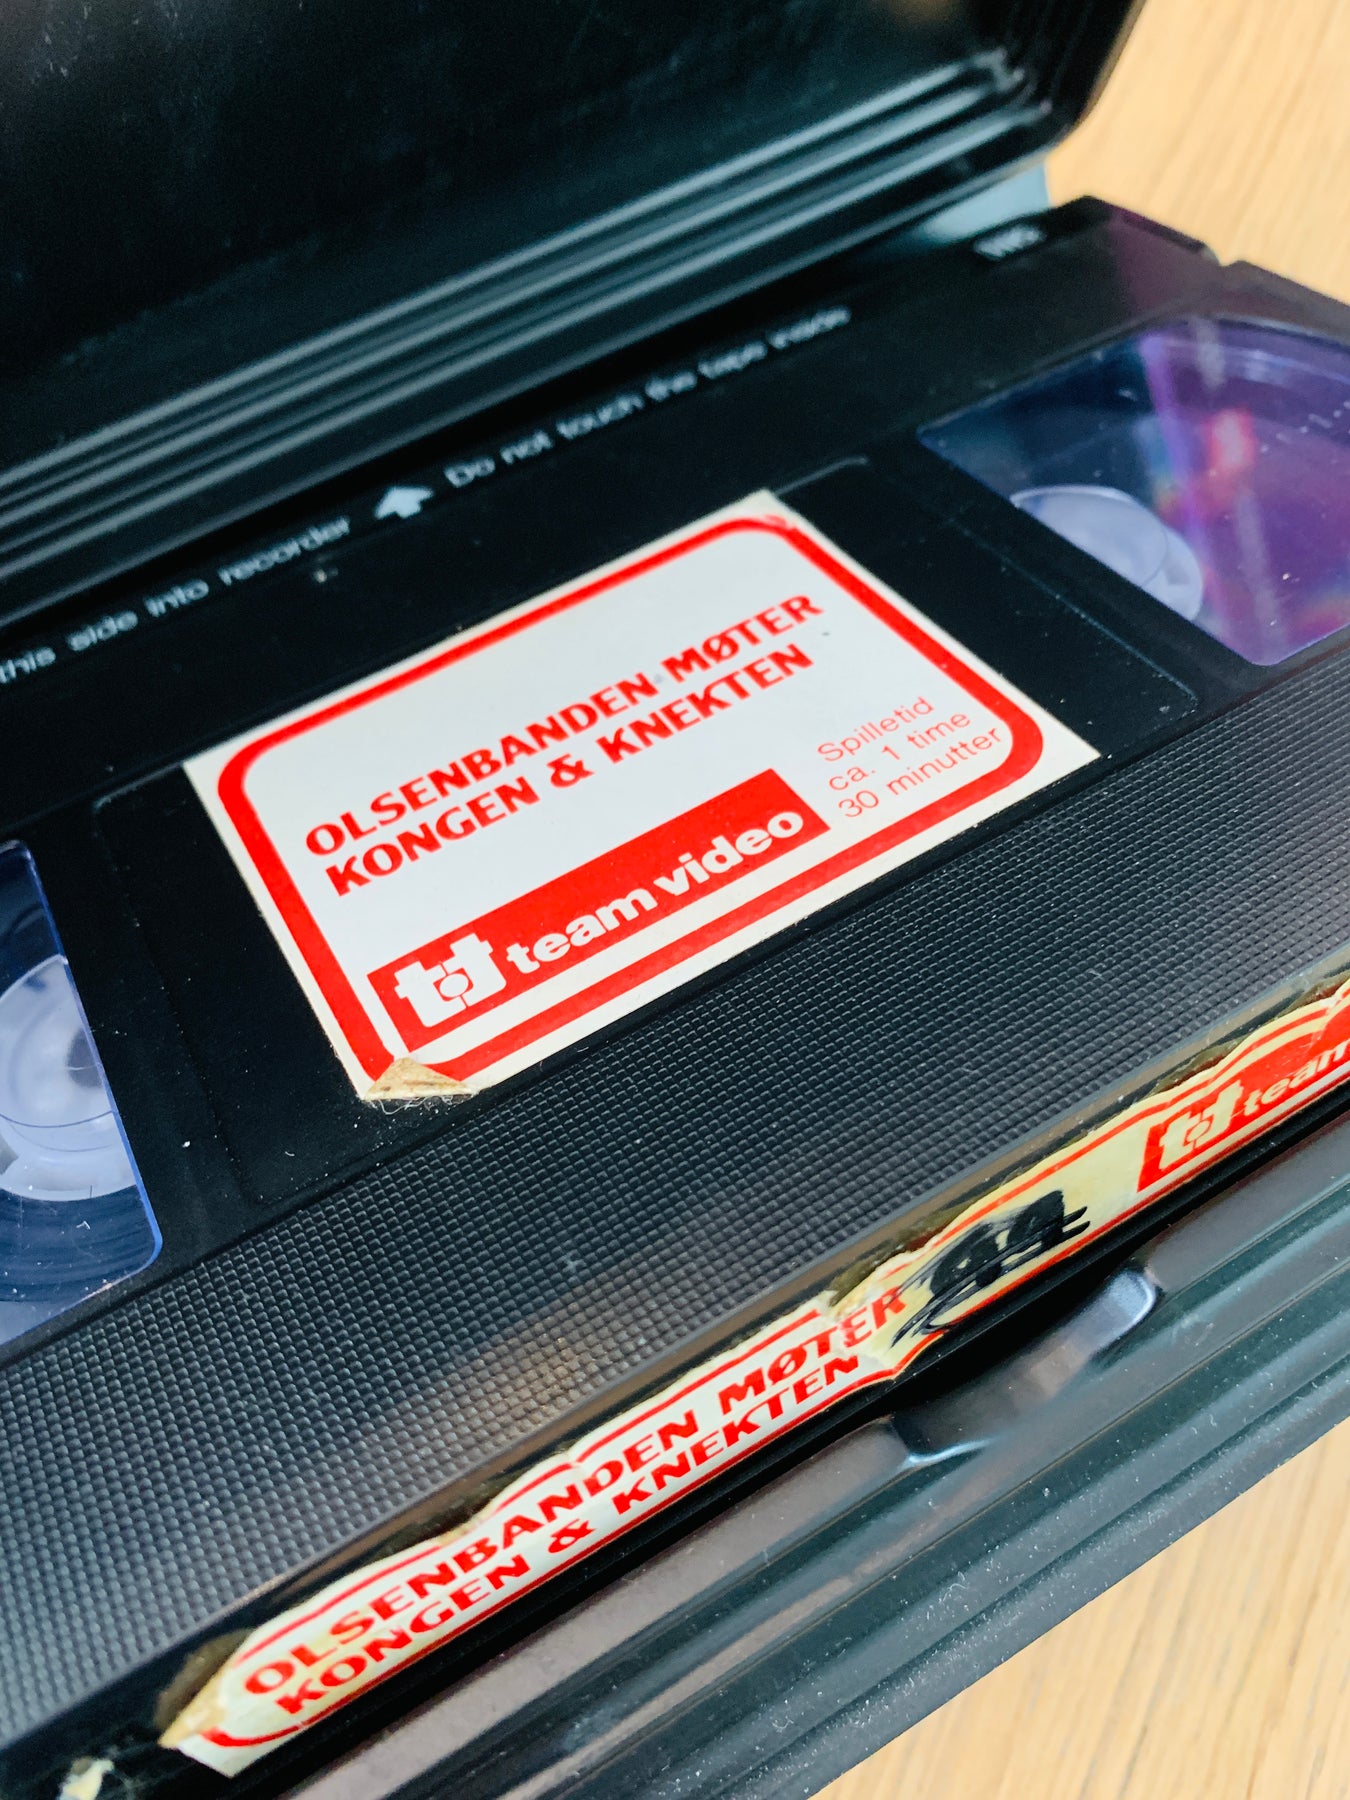 VHS
this side into recorder Do not touch the tape inside
OLSENBANDEN MØTER
KONGEN & KNEKTEN
Spilletid
ca. 1 time
30 minutter
team video
OLSENBANDEN MØTER
KONGEN & KNEKTEN
team